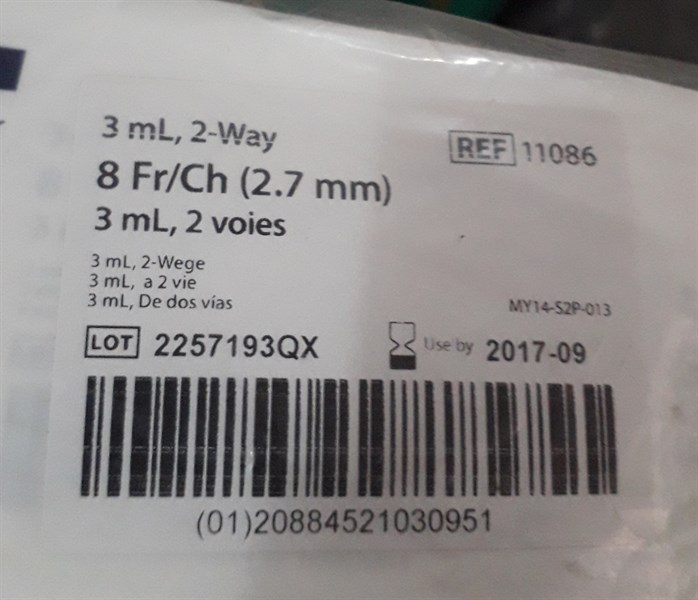 3 mL, 2-Way
REF 11086
8 Fr/Ch (2.7 mm)
3 mL, 2 voies
3 mL, 2-Wege
3 mL, a 2 vie
3 mL, De dos vías
MY14-S2P-013
LOT 2257193QX
Use by 2017-09
(01)20884521030951